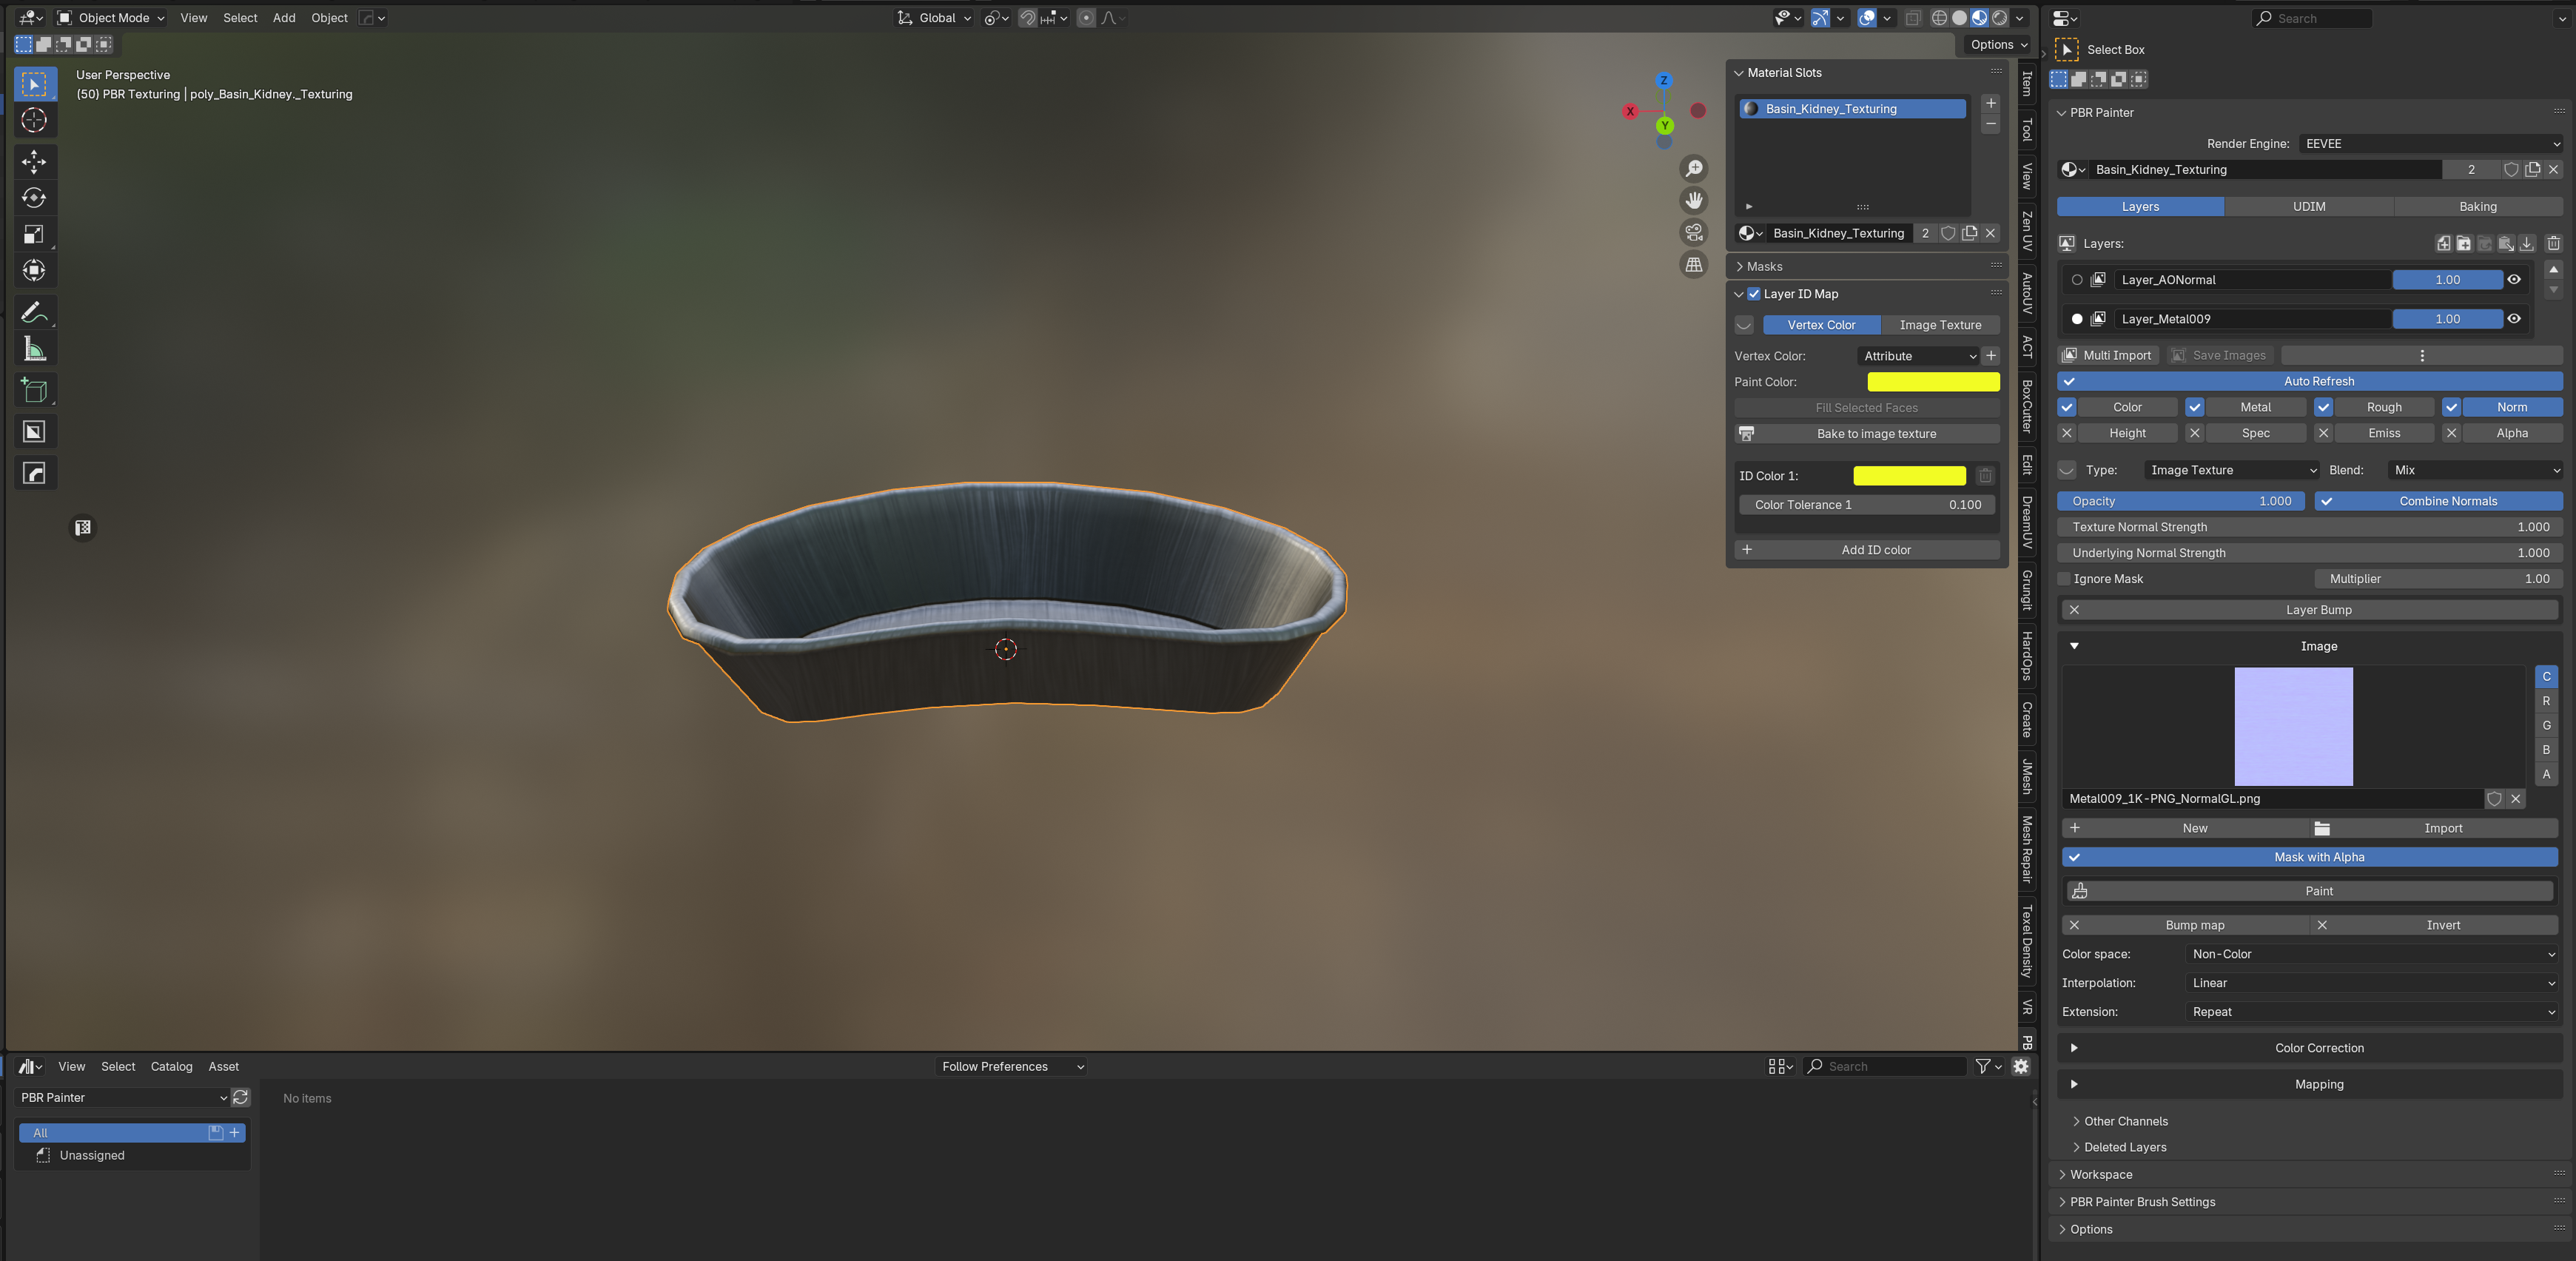 Object Mode View Select Add Object Global
Options
User Perspective
(50) PBR Texturing | poly_Basin_Kidney._Texturing
Z
X
Y
Material Slots
Basin_Kidney_Texturing
Basin_Kidney_Texturing 2
Masks
Layer ID Map
Vertex Color Image Texture
Vertex Color: Attribute
Paint Color:
Fill Selected Faces
Bake to image texture
ID Color 1:
Color Tolerance 1 0.100
Add ID color
Item
Tool
View
Zen UV
AutoUV
ACT
BoxCutter
Edit
DreamUV
Grungit
HardOps
Create
JMesh
Mesh Repair
Texel Density
VR
PB
Search
Select Box
PBR Painter
Render Engine: EEVEE
Basin_Kidney_Texturing 2
Layers UDIM Baking
Layers:
Layer_AONormal 1.00
Layer_Metal009 1.00
Multi Import Save Images
Auto Refresh
Color Metal Rough Norm
Height Spec Emiss Alpha
Type: Image Texture Blend: Mix
Opacity 1.000 Combine Normals
Texture Normal Strength 1.000
Underlying Normal Strength 1.000
Ignore Mask Multiplier 1.00
Layer Bump
Image
C
R
G
B
A
Metal009_1K-PNG_NormalGL.png
New Import
Mask with Alpha
Paint
Bump map Invert
Color space: Non-Color
Interpolation: Linear
Extension: Repeat
Color Correction
Mapping
Other Channels
Deleted Layers
Workspace
PBR Painter Brush Settings
Options
View Select Catalog Asset Follow Preferences Search
PBR Painter
No items
All
Unassigned